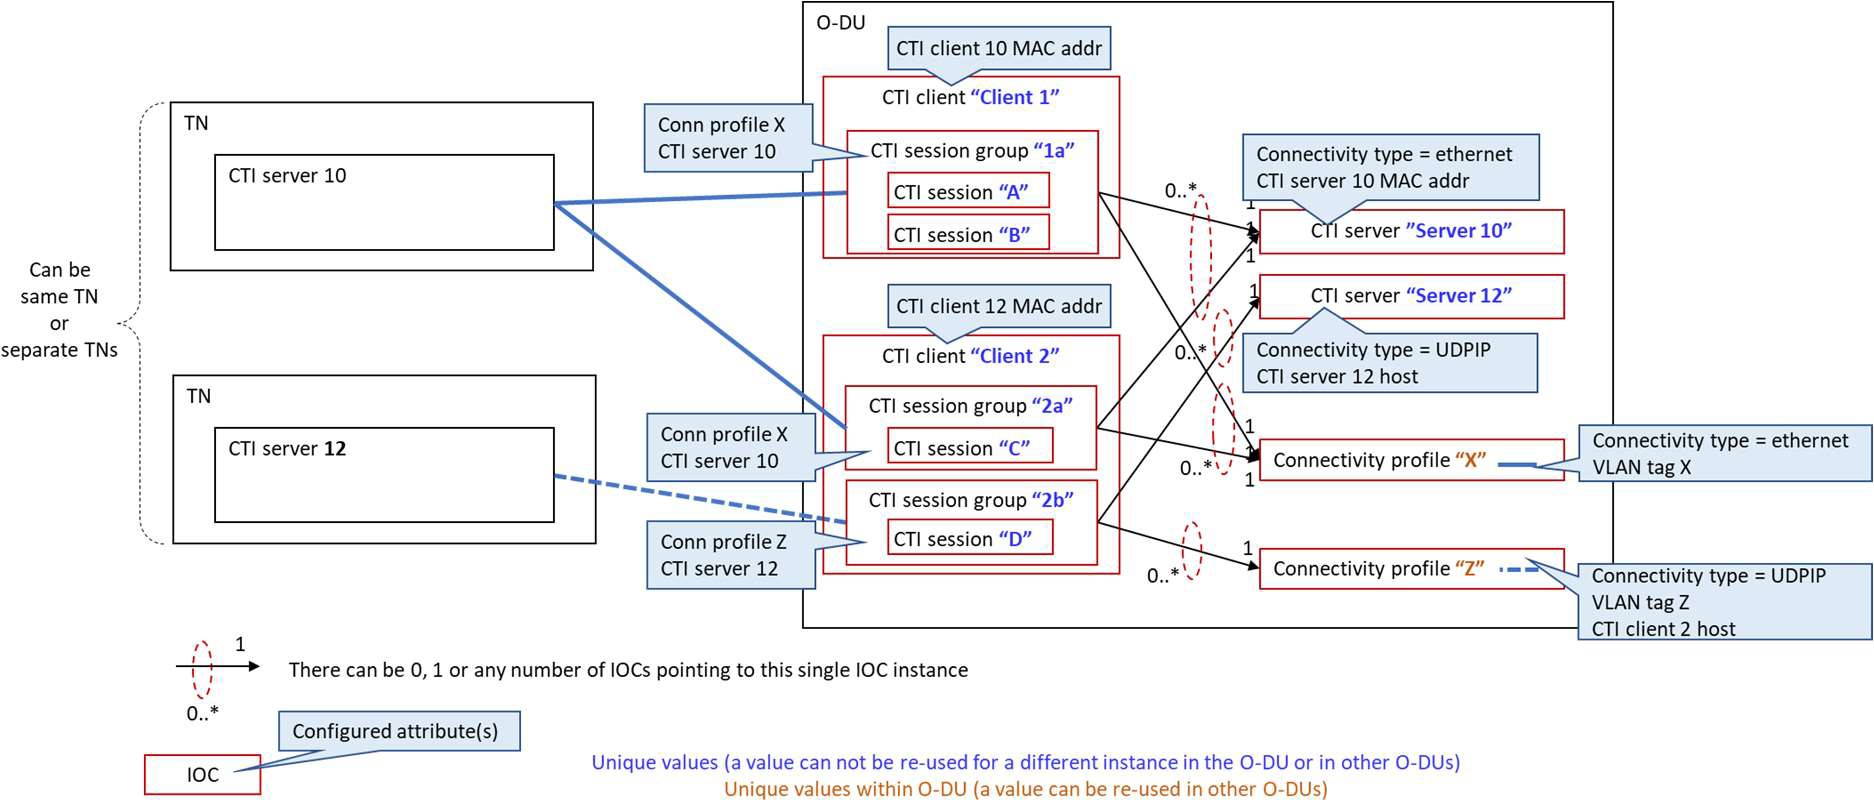 O-DU
CTI client 10 MAC addr
CTI client “Client 1”
TN
CTI server 10
Conn profile X
CTI server 10
CTI session group “1a”
CTI session “A”
CTI session “B”
Connectivity type = ethernet
CTI server 10 MAC addr
0..*
1
1
1
CTI server ”Server 10”
CTI server “Server 12”
1
Can be
same TN
or
separate TNs
CTI client 12 MAC addr
CTI client “Client 2”
0..*
Connectivity type = UDPIP
CTI server 12 host
TN
CTI server 12
CTI session group “2a”
CTI session “C”
Conn profile X
CTI server 10
0..*
1
1
1
Connectivity profile “X”
Connectivity type = ethernet
VLAN tag X
CTI session group “2b”
CTI session “D”
Conn profile Z
CTI server 12
0..*
1
Connectivity profile “Z”
Connectivity type = UDPIP
VLAN tag Z
CTI client 2 host
1
0..*
There can be 0, 1 or any number of IOCs pointing to this single IOC instance
Configured attribute(s)
IOC
Unique values (a value can not be re-used for a different instance in the O-DU or in other O-DUs)
Unique values within O-DU (a value can be re-used in other O-DUs)